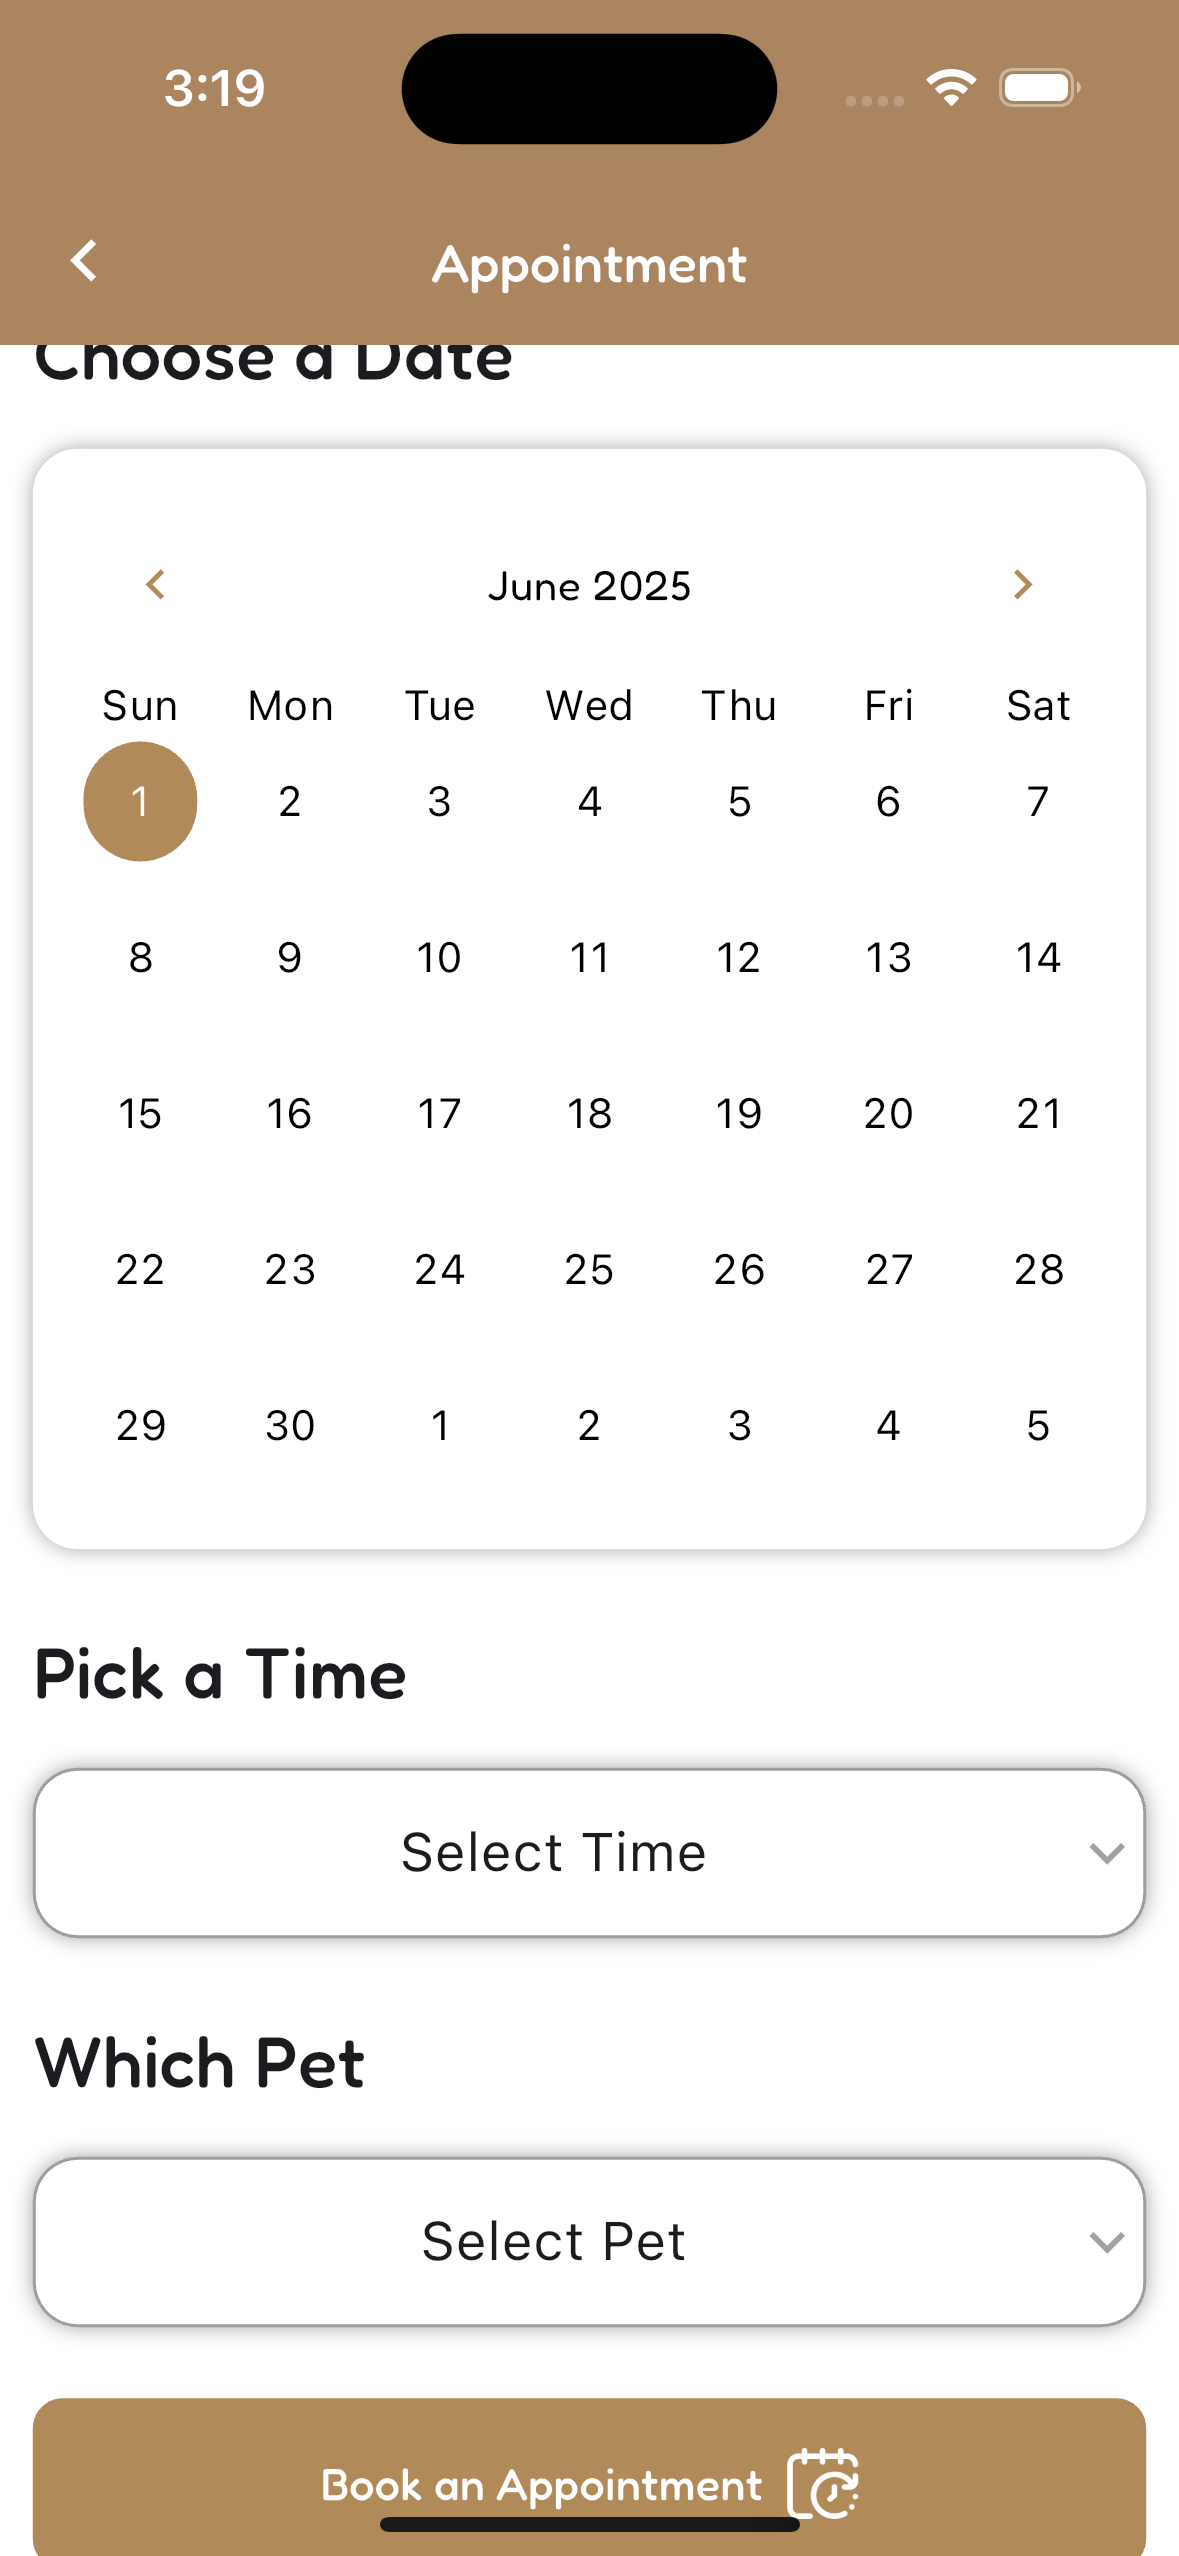 3:19
Appointment
Choose a Date
June 2025
Sun Mon Tue Wed Thu Fri Sat
1 2 3 4 5 6 7
8 9 10 11 12 13 14
15 16 17 18 19 20 21
22 23 24 25 26 27 28
29 30 1 2 3 4 5
Pick a Time
Select Time
Which Pet
Select Pet
Book an Appointment